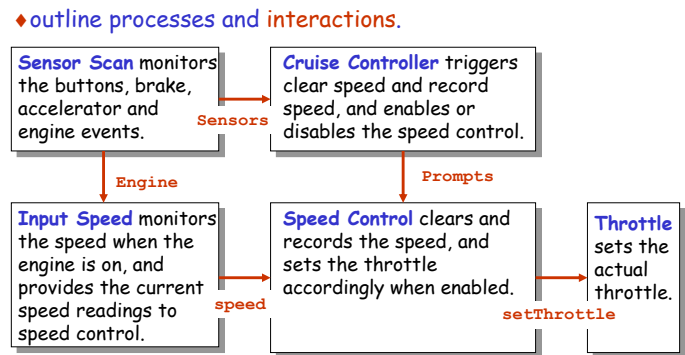 ♦outline processes and interactions.
Sensor Scan monitors
the buttons, brake,
accelerator and
engine events.
Sensors
Cruise Controller triggers
clear speed and record
speed, and enables or
disables the speed control.
Engine
Prompts
Input Speed monitors
the speed when the
engine is on, and
provides the current
speed readings to
speed control.
speed
Speed Control clears and
records the speed, and
sets the throttle
accordingly when enabled.
setThrottle
Throttle
sets the
actual
throttle.